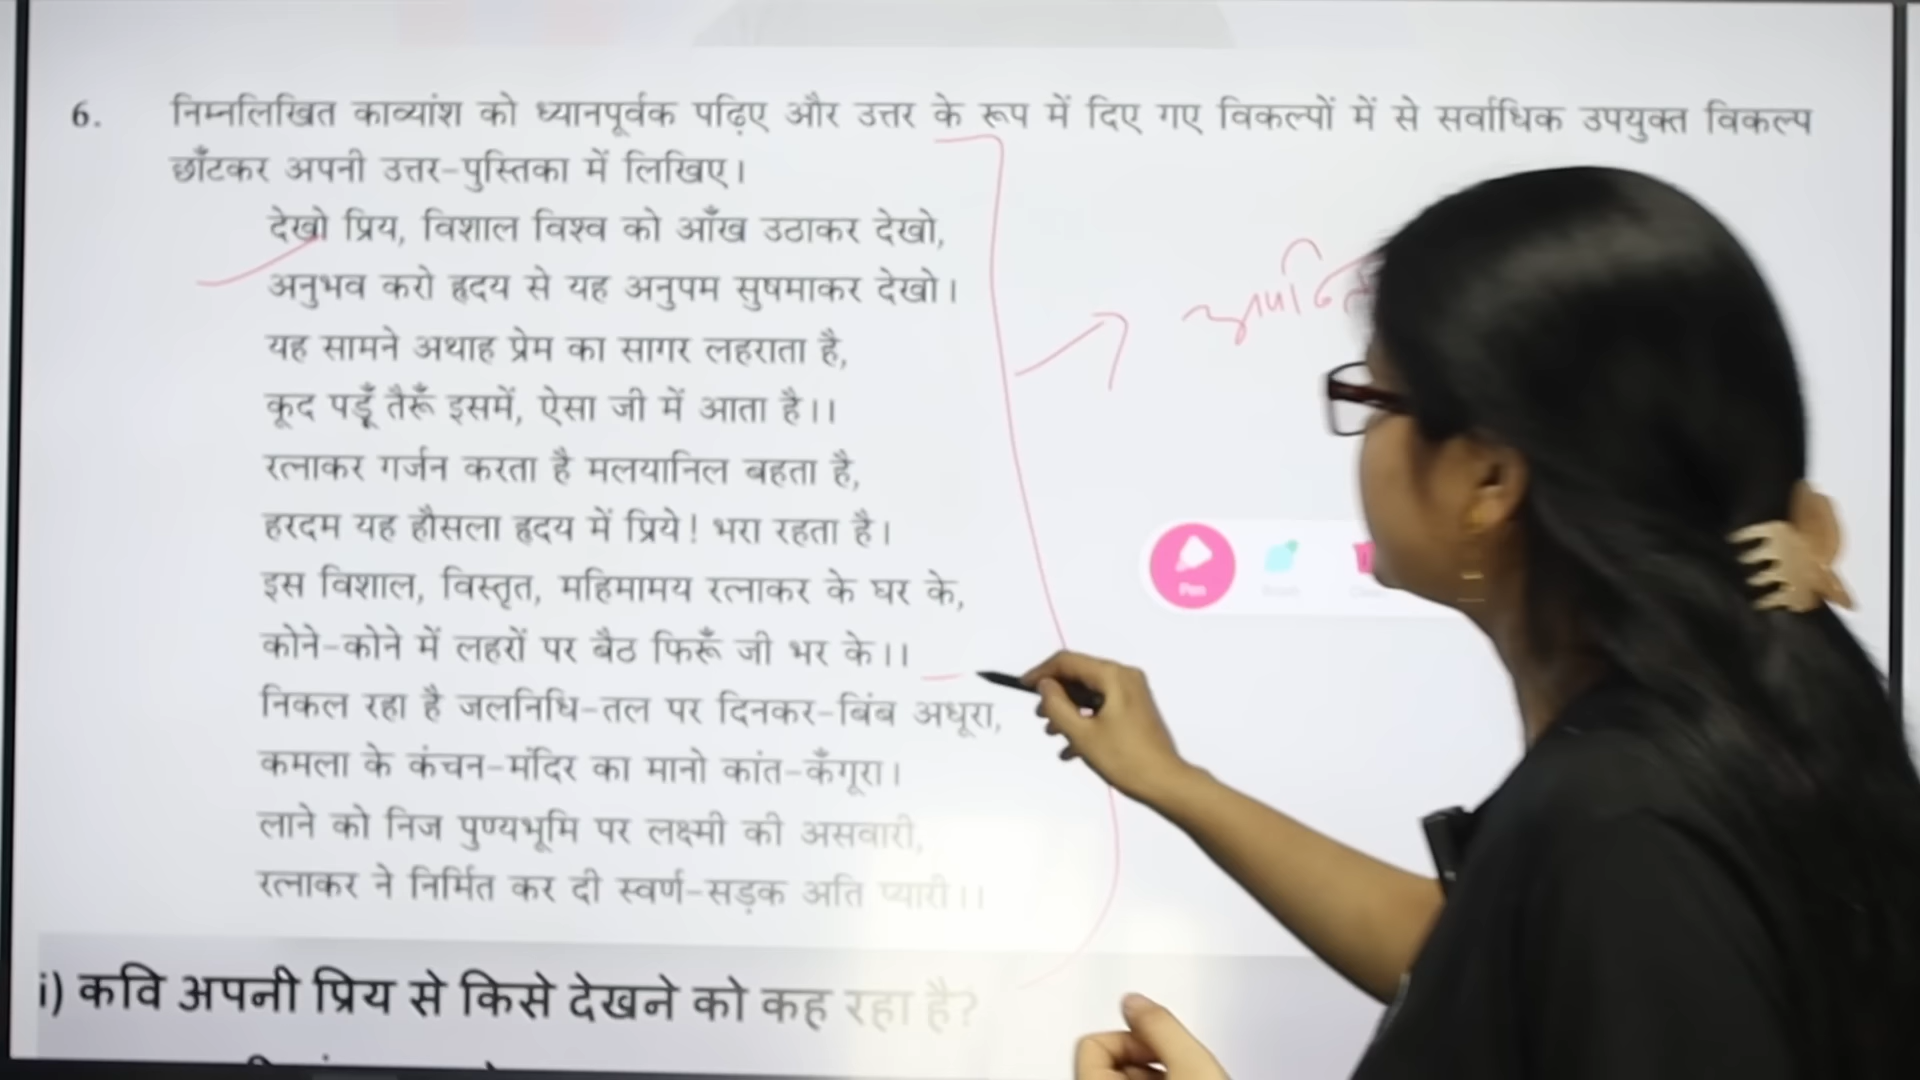 6. निम्नलिखित काव्यांश को ध्यानपूर्वक पढ़िए और उत्तर के रूप में दिए गए विकल्पों में से सर्वाधिक उपयुक्त विकल्प
छाँटकर अपनी उत्तर-पुस्तिका में लिखिए।
देखो प्रिय, विशाल विश्व को आँख उठाकर देखो,
अनुभव करो हृदय से यह अनुपम सुषमाकर देखो।
यह सामने अथाह प्रेम का सागर लहराता है,
कूद पड़ूँ तैरूँ इसमें, ऐसा जी में आता है।।
रत्नाकर गर्जन करता है मलयानिल बहता है,
हरदम यह हौसला हृदय में प्रिये! भरा रहता है।
इस विशाल, विस्तृत, महिमामय रत्नाकर के घर के,
कोने-कोने में लहरों पर बैठ फिरूँ जी भर के।।
निकल रहा है जलनिधि-तल पर दिनकर-बिंब अधूरा,
कमला के कंचन-मंदिर का मानो कांत-कँगूरा।
लाने को निज पुण्यभूमि पर लक्ष्मी की असवारी,
रत्नाकर ने निर्मित कर दी स्वर्ण-सड़क अति प्यारी।।
Pen
i) कवि अपनी प्रिय से किसे देखने को कह रहा है?